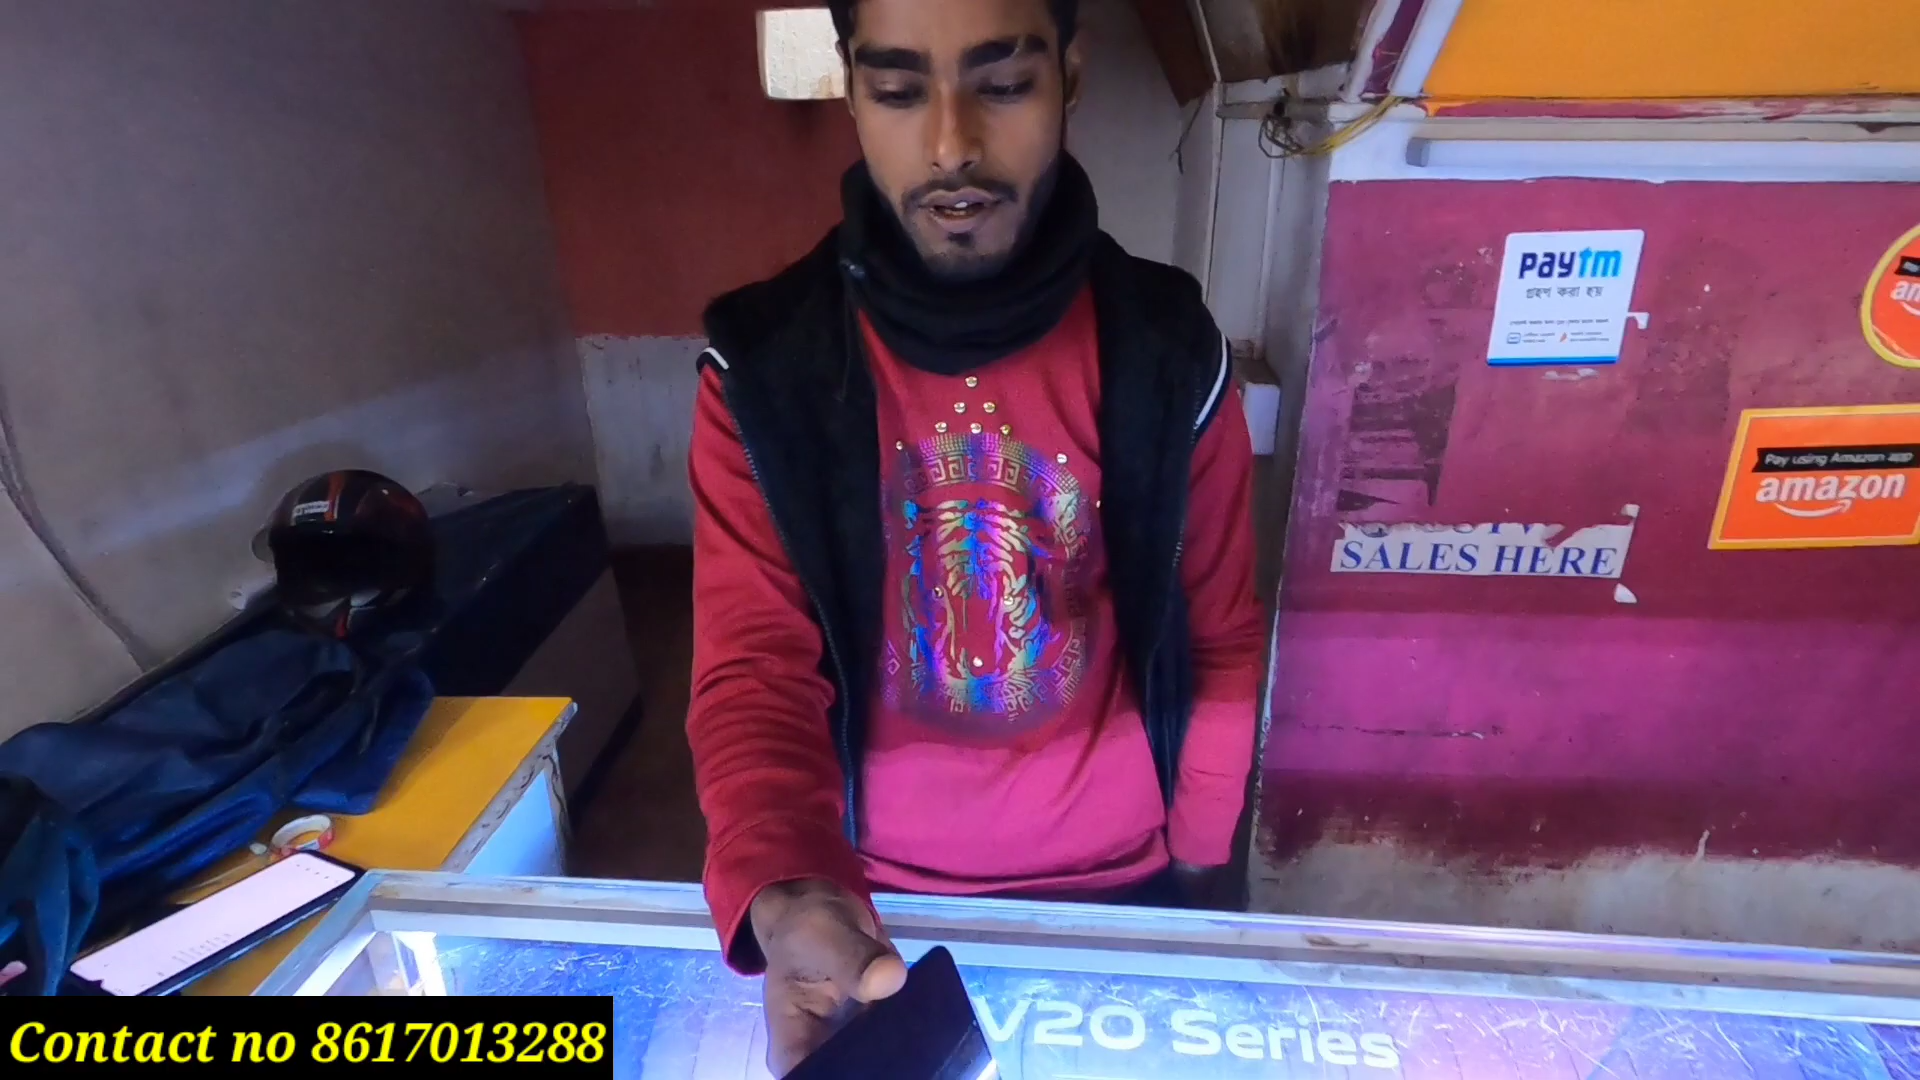 paytm
গ্রহণ করা হয়
Pay using Amazon app
amazon
SALES HERE
V20 Series
Contact no 8617013288